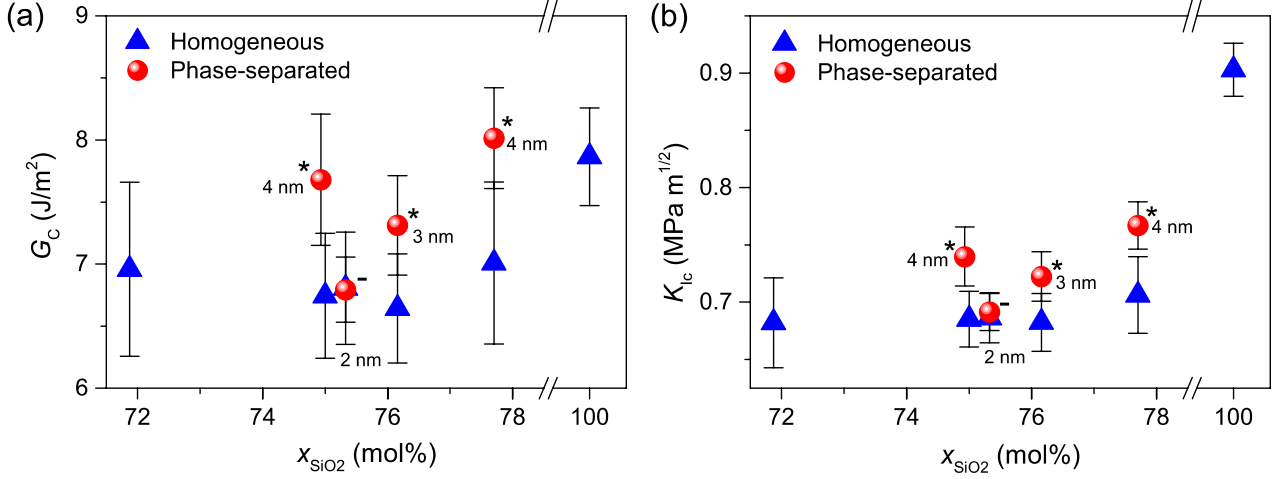 (a)
Homogeneous
Phase-separated
9
8
7
6
G_C (J/m²)
* 4 nm
- 2 nm
* 3 nm
* 4 nm
72 74 76 78 100
x_SiO2 (mol%)
(b)
Homogeneous
Phase-separated
0.9
0.8
0.7
K_Ic (MPa m^1/2)
4 nm *
- 2 nm
* 3 nm
* 4 nm
72 74 76 78 100
x_SiO2 (mol%)